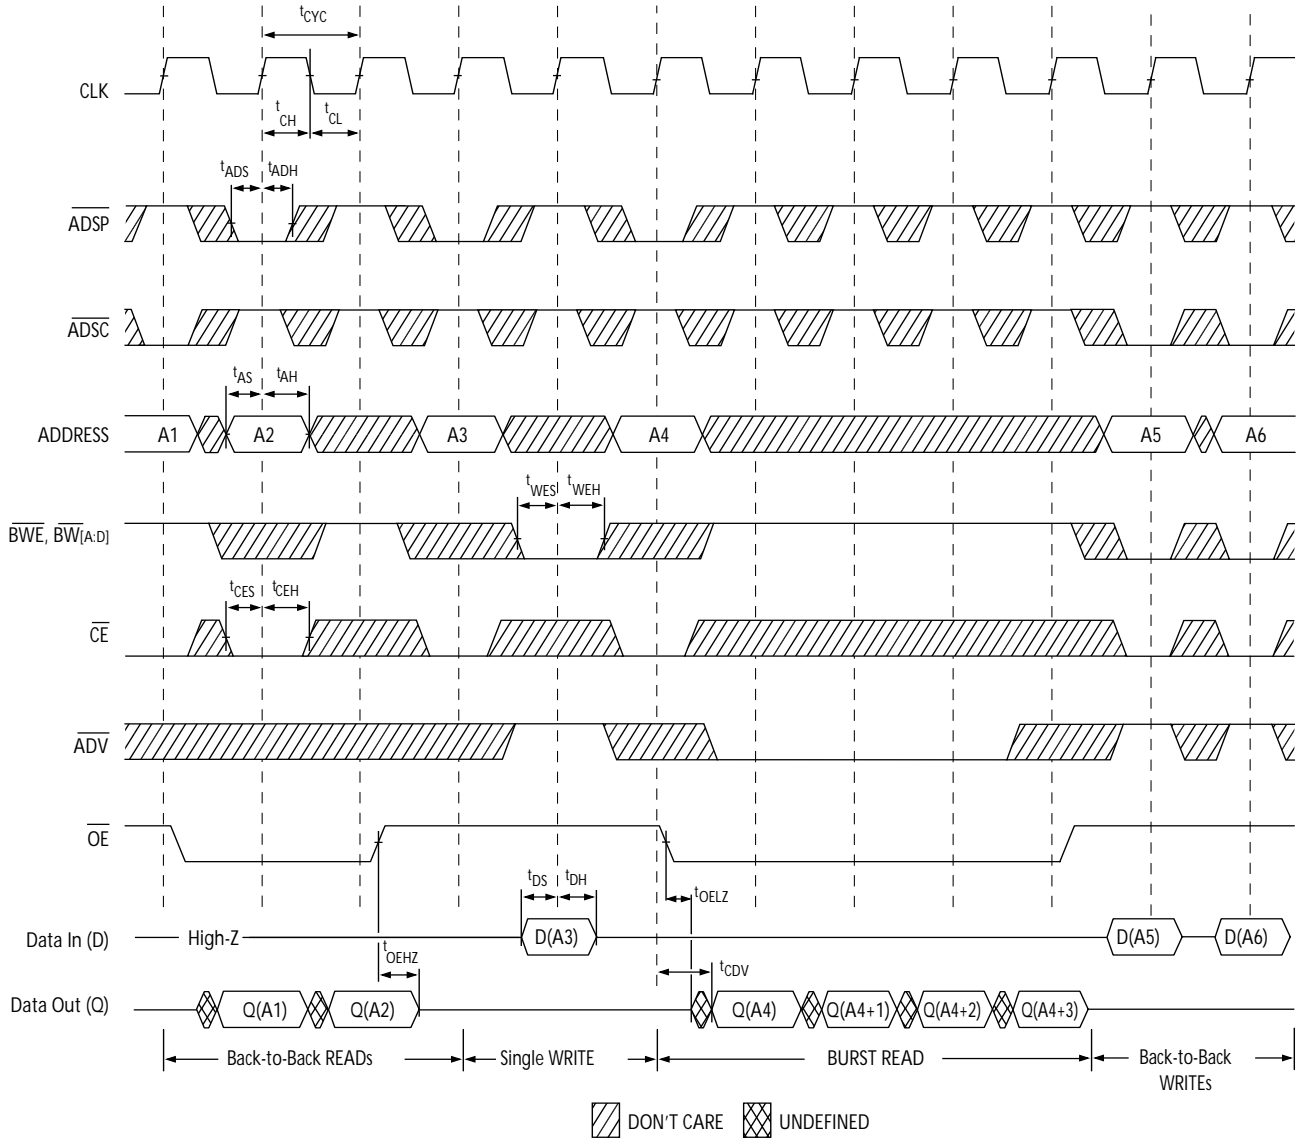 tCYC
CLK
tCH
tCL
tADS
tADH
ADSP
ADSC
tAS
tAH
ADDRESS
A1
A2
A3
A4
A5
A6
tWES
tWEH
BWE, BW[A:D]
tCES
tCEH
CE
ADV
OE
tDS
tDH
tOELZ
Data In (D)
High-Z
D(A3)
D(A5)
D(A6)
tOEHZ
tCDV
Data Out (Q)
Q(A1)
Q(A2)
Q(A4)
Q(A4+1)
Q(A4+2)
Q(A4+3)
Back-to-Back READs
Single WRITE
BURST READ
Back-to-Back
WRITEs
DON'T CARE
UNDEFINED